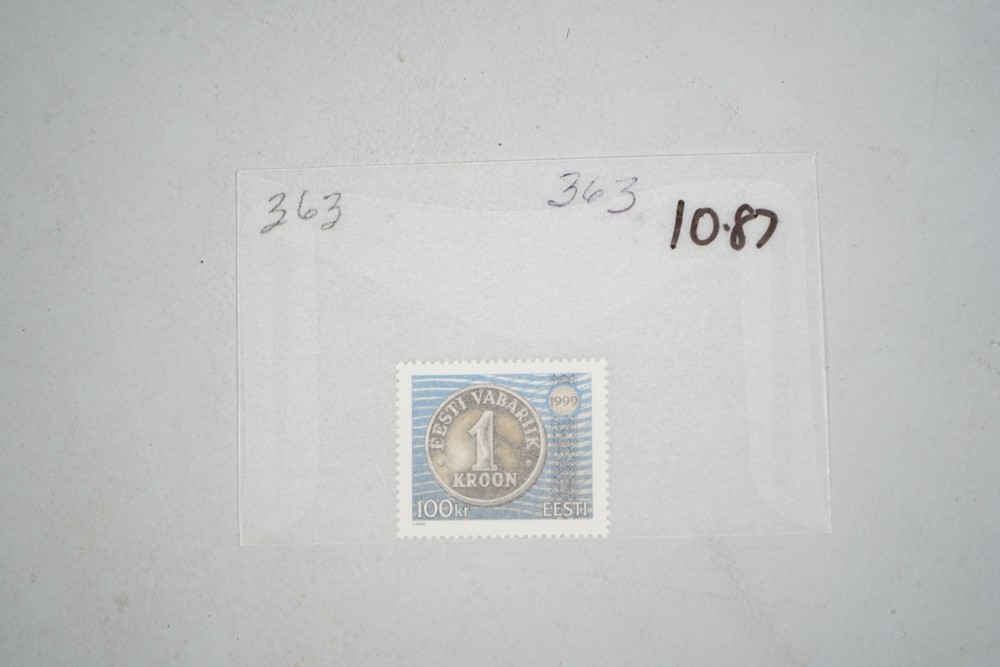 363
363
10.87
EESTI VABARIIK
1
KROON
1999
100kr
EESTI